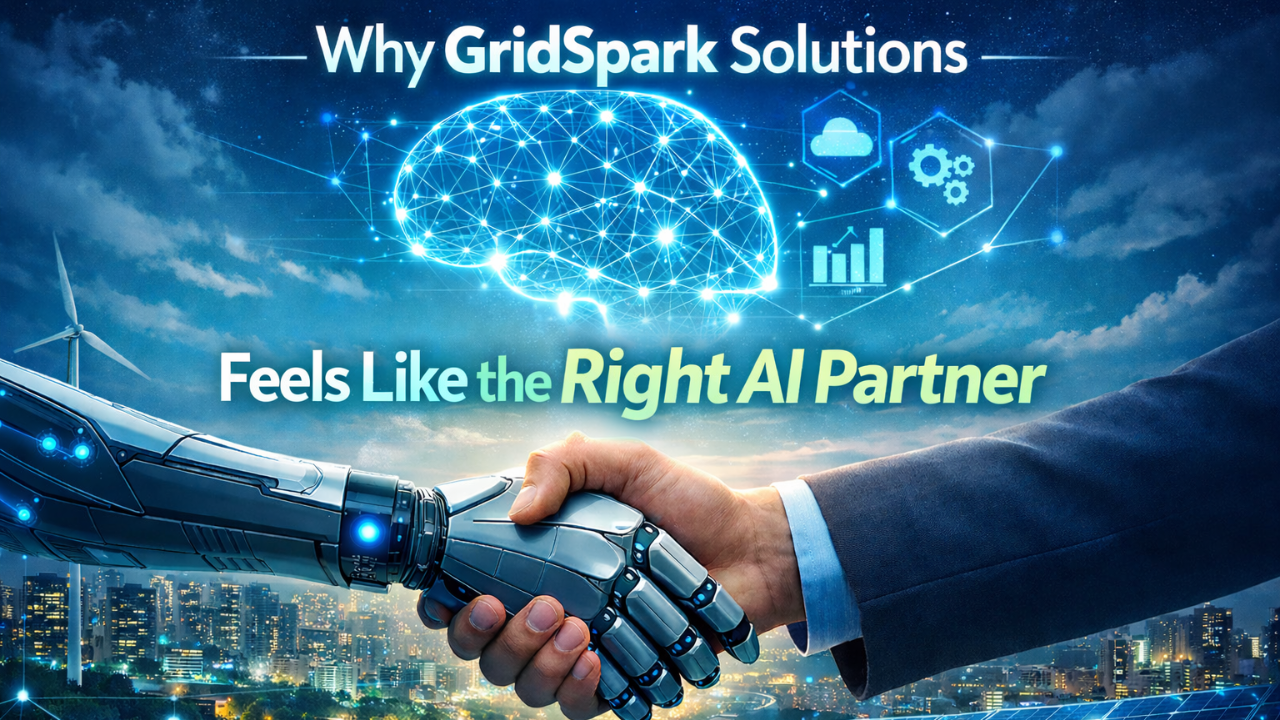 Why GridSpark Solutions
Feels Like the Right AI Partner